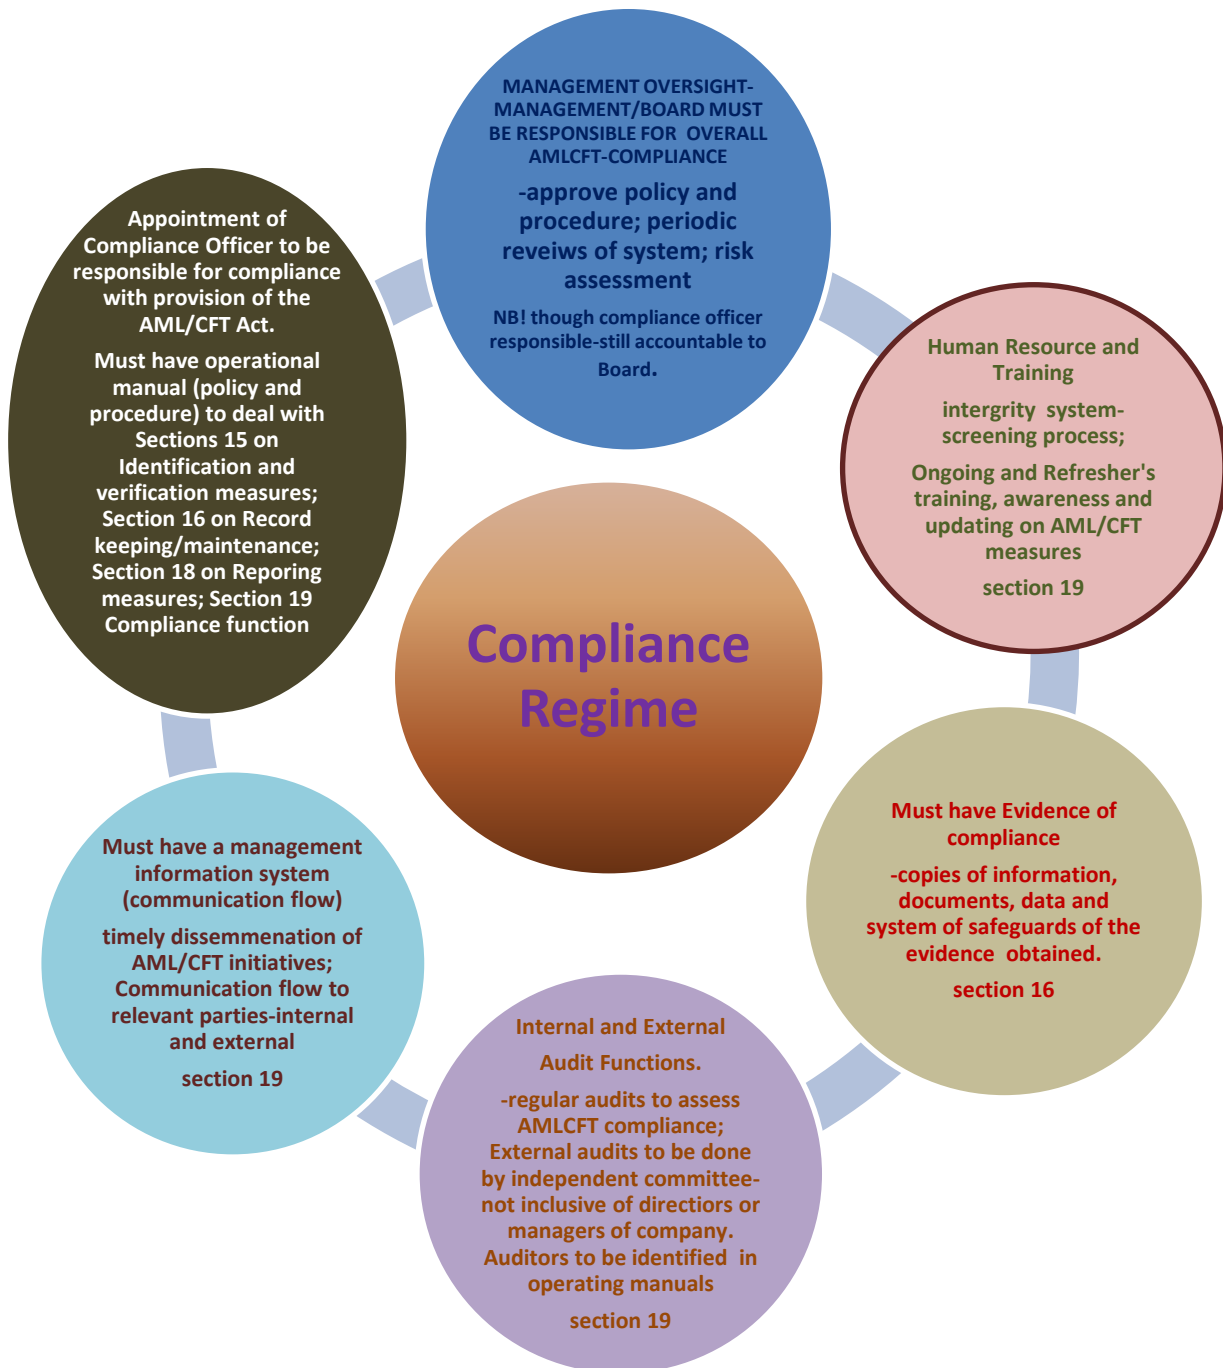 MANAGEMENT OVERSIGHT-
MANAGEMENT/BOARD MUST
BE RESPONSIBLE FOR OVERALL
AMLCFT-COMPLIANCE
-approve policy and
procedure; periodic
reveiws of system; risk
assessment
NB! though compliance officer
responsible-still accountable to
Board.
Human Resource and
Training
intergrity system-
screening process;
Ongoing and Refresher's
training, awareness and
updating on AML/CFT
measures
section 19
Must have Evidence of
compliance
-copies of information,
documents, data and
system of safeguards of the
evidence obtained.
section 16
Internal and External
Audit Functions.
-regular audits to assess
AMLCFT compliance;
External audits to be done
by independent committee-
not inclusive of directiors or
managers of company.
Auditors to be identified in
operating manuals
section 19
Must have a management
information system
(communication flow)
timely dissemmenation of
AML/CFT initiatives;
Communication flow to
relevant parties-internal
and external
section 19
Appointment of
Compliance Officer to be
responsible for compliance
with provision of the
AML/CFT Act.
Must have operational
manual (policy and
procedure) to deal with
Sections 15 on
Identification and
verification measures;
Section 16 on Record
keeping/maintenance;
Section 18 on Reporing
measures; Section 19
Compliance function
Compliance
Regime